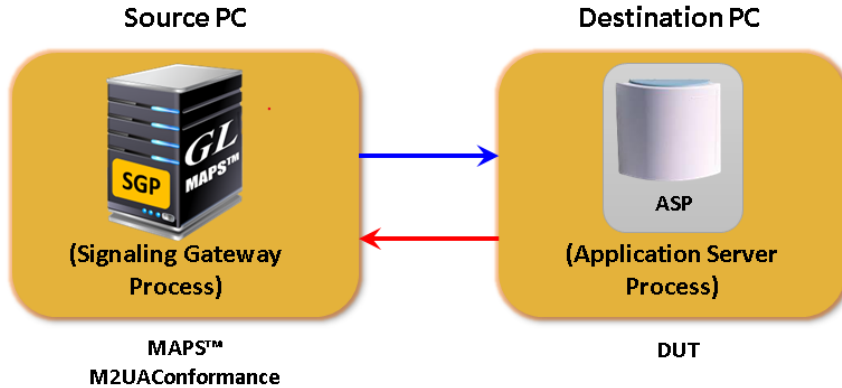 Source PC
Destination PC
GL
MAPS™
SGP
ASP
(Signaling Gateway
Process)
(Application Server
Process)
MAPS™
M2UAConformance
DUT